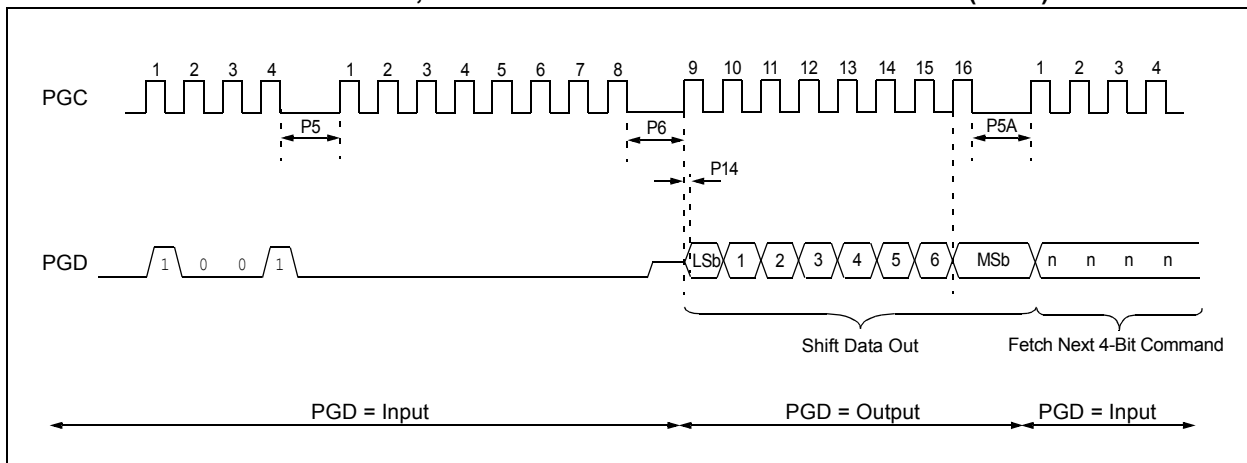 1 2 3 4 1 2 3 4 5 6 7 8 9 10 11 12 13 14 15 16 1 2 3 4
PGC
P5 P6 P5A
P14
PGD 1 0 0 1 LSb 1 2 3 4 5 6 MSb n n n n
Shift Data Out Fetch Next 4-Bit Command
PGD = Input PGD = Output PGD = Input